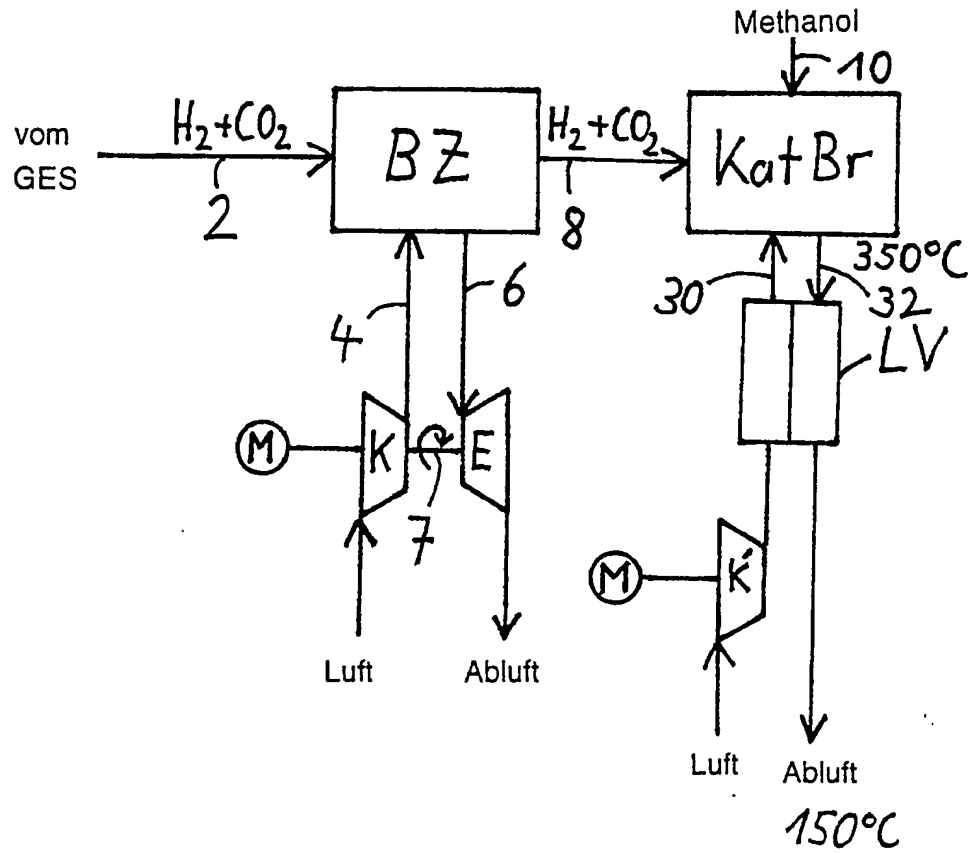 Methanol
10
H₂+CO₂
H₂+CO₂
vom
GES
BZ
KatBr
2
8
350°C
6
30
32
4
LV
M
K
E
7
M
K'
Luft
Abluft
Luft
Abluft
150°C